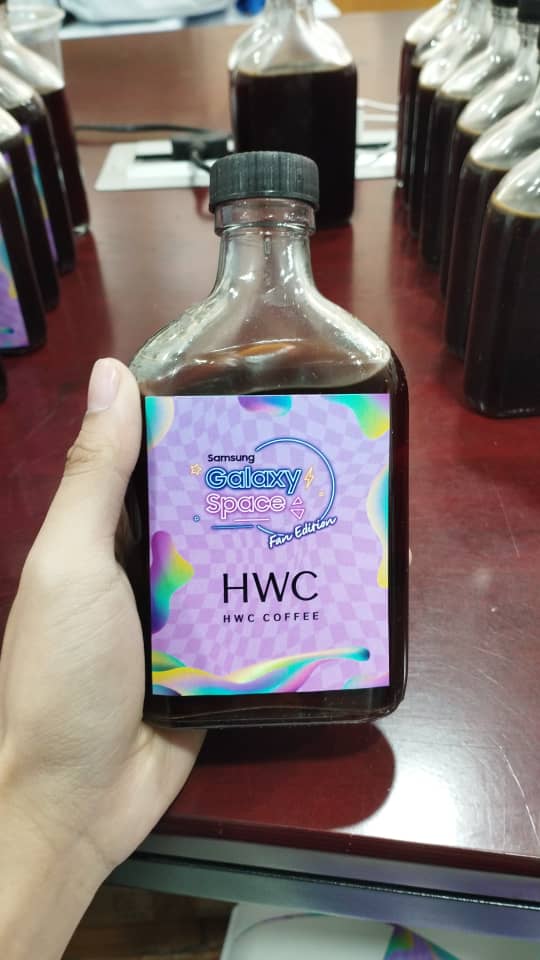 Samsung
Galaxy
Space
Fan Edition
HWC
HWC COFFEE